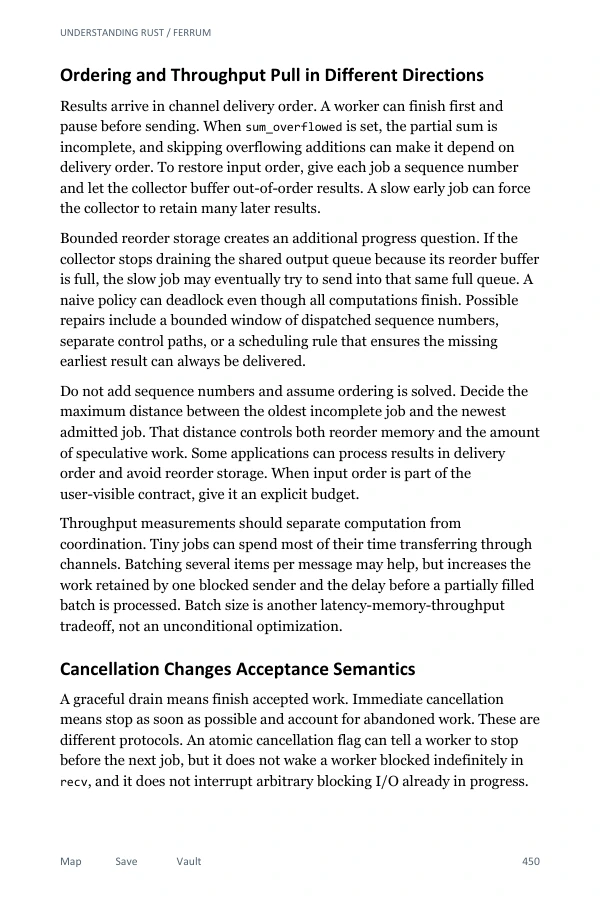 UNDERSTANDING RUST / FERRUM
Ordering and Throughput Pull in Different Directions
Results arrive in channel delivery order. A worker can finish first and
pause before sending. When sum_overflowed is set, the partial sum is
incomplete, and skipping overflowing additions can make it depend on
delivery order. To restore input order, give each job a sequence number
and let the collector buffer out-of-order results. A slow early job can force
the collector to retain many later results.
Bounded reorder storage creates an additional progress question. If the
collector stops draining the shared output queue because its reorder buffer
is full, the slow job may eventually try to send into that same full queue. A
naive policy can deadlock even though all computations finish. Possible
repairs include a bounded window of dispatched sequence numbers,
separate control paths, or a scheduling rule that ensures the missing
earliest result can always be delivered.
Do not add sequence numbers and assume ordering is solved. Decide the
maximum distance between the oldest incomplete job and the newest
admitted job. That distance controls both reorder memory and the amount
of speculative work. Some applications can process results in delivery
order and avoid reorder storage. When input order is part of the
user-visible contract, give it an explicit budget.
Throughput measurements should separate computation from
coordination. Tiny jobs can spend most of their time transferring through
channels. Batching several items per message may help, but increases the
work retained by one blocked sender and the delay before a partially filled
batch is processed. Batch size is another latency-memory-throughput
tradeoff, not an unconditional optimization.
Cancellation Changes Acceptance Semantics
A graceful drain means finish accepted work. Immediate cancellation
means stop as soon as possible and account for abandoned work. These are
different protocols. An atomic cancellation flag can tell a worker to stop
before the next job, but it does not wake a worker blocked indefinitely in
recv, and it does not interrupt arbitrary blocking I/O already in progress.
Map Save Vault 450